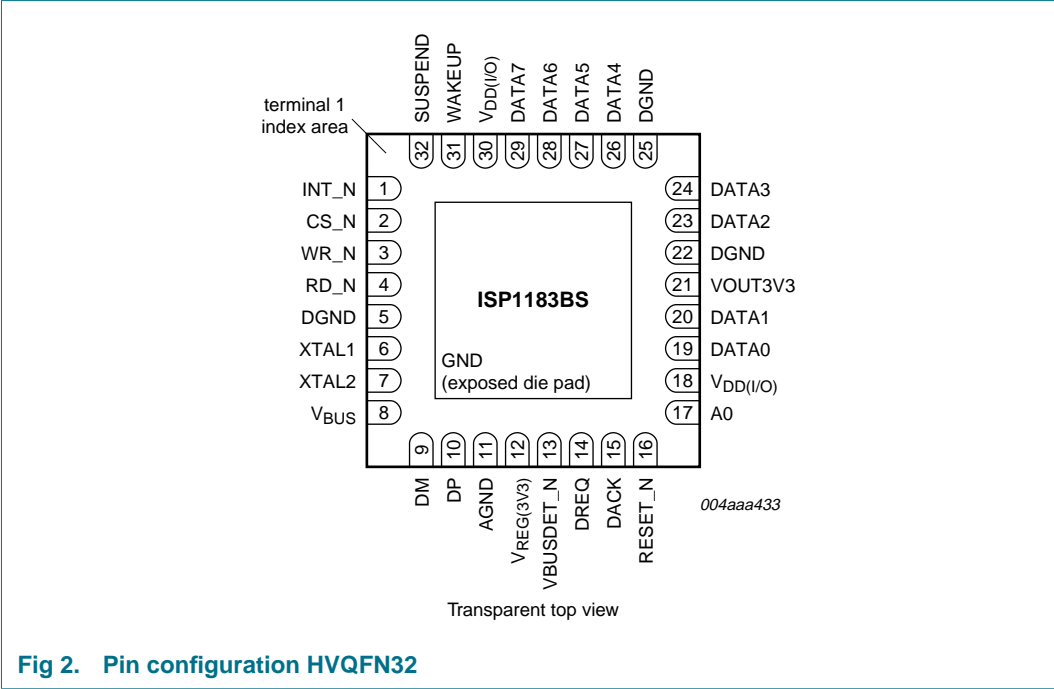 SUSPEND
WAKEUP
VDD(I/O)
DATA7
DATA6
DATA5
DATA4
DGND
terminal 1
index area
32
31
30
29
28
27
26
25
INT_N 1
CS_N 2
WR_N 3
RD_N 4
DGND 5
XTAL1 6
XTAL2 7
VBUS 8
24 DATA3
23 DATA2
22 DGND
21 VOUT3V3
20 DATA1
19 DATA0
18 VDD(I/O)
17 A0
ISP1183BS
GND
(exposed die pad)
9
10
11
12
13
14
15
16
DM
DP
AGND
VREG(3V3)
VBUSDET_N
DREQ
DACK
RESET_N
004aaa433
Transparent top view
Fig 2. Pin configuration HVQFN32